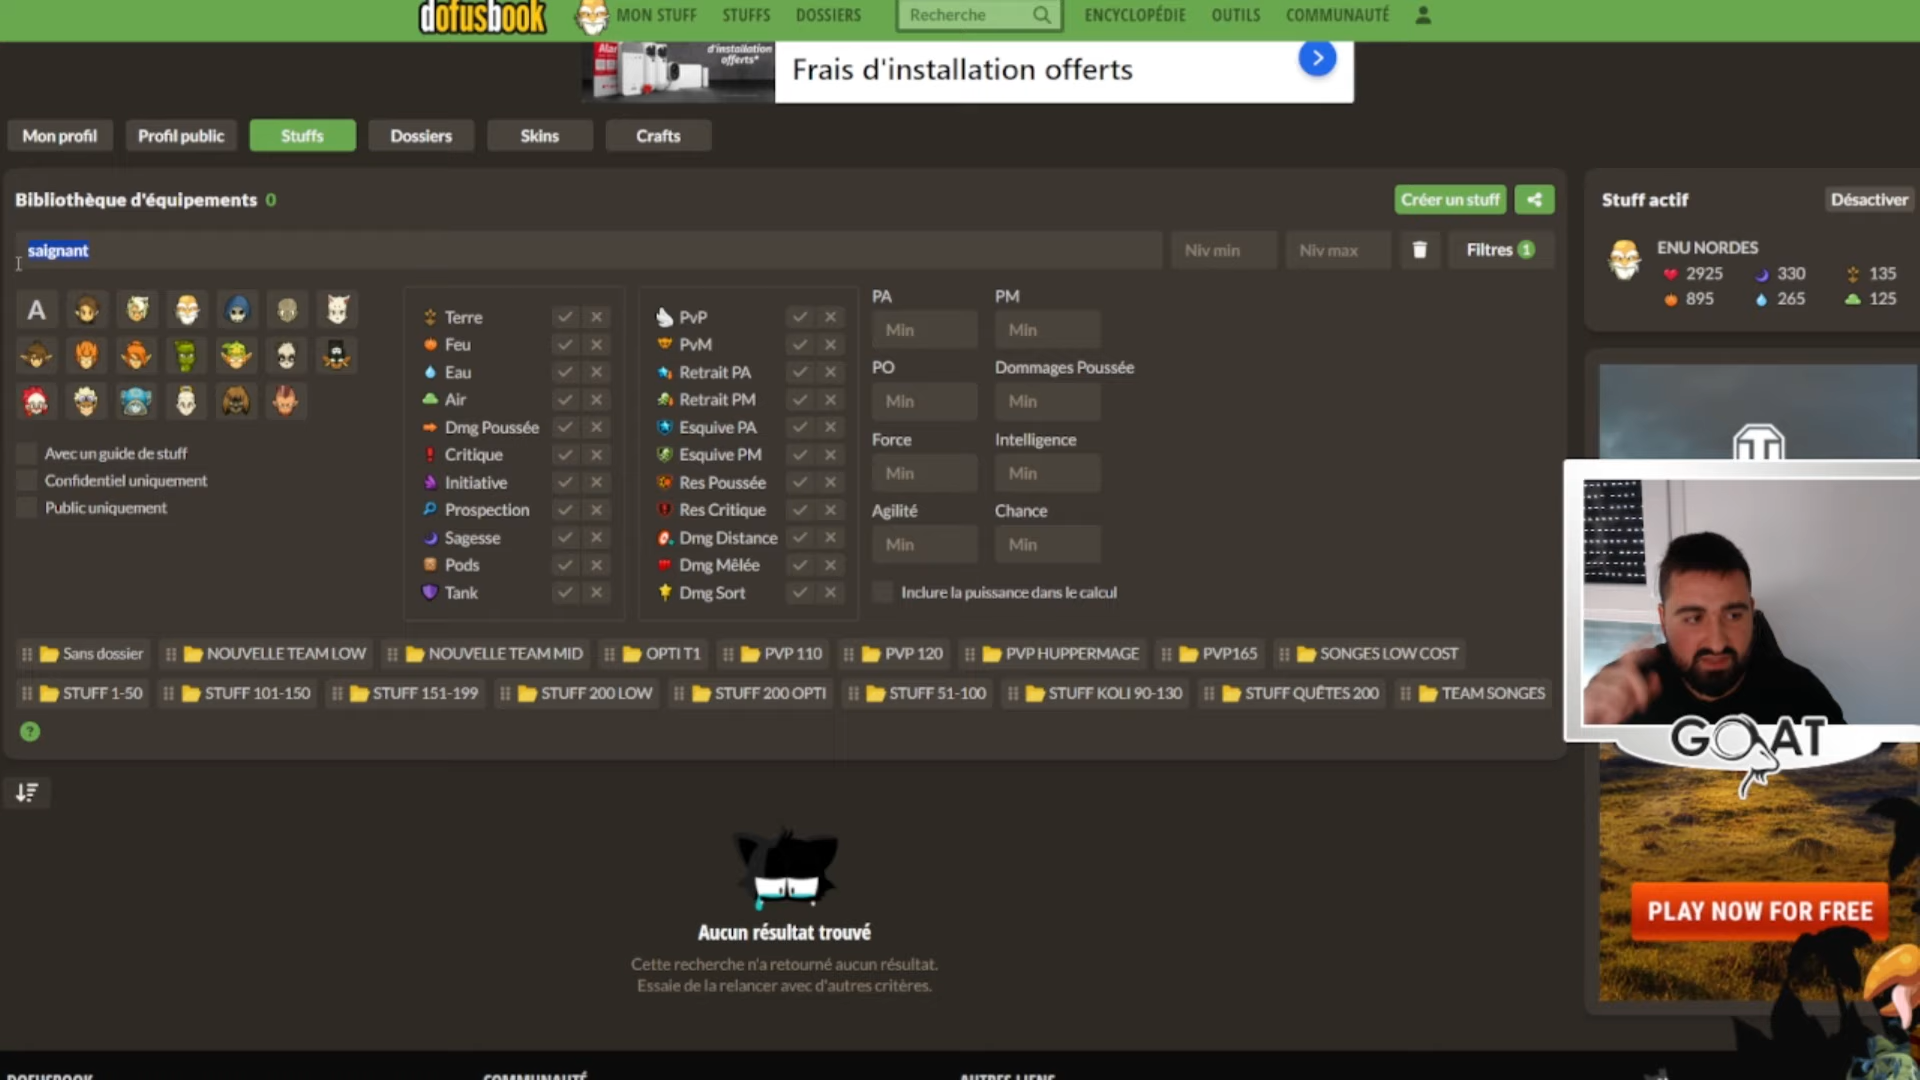 dofusbook MON STUFF STUFFS DOSSIERS Recherche ENCYCLOPÉDIE OUTILS COMMUNAUTÉ
d'installation offerts*
Frais d'installation offerts
Mon profil Profil public Stuffs Dossiers Skins Crafts
Bibliothèque d'équipements 0
Créer un stuff
saignant
Niv min Niv max Filtres 1
A
Avec un guide de stuff
Confidentiel uniquement
Public uniquement
Terre
Feu
Eau
Air
Dmg Poussée
Critique
Initiative
Prospection
Sagesse
Pods
Tank
PvP
PvM
Retrait PA
Retrait PM
Esquive PA
Esquive PM
Res Poussée
Res Critique
Dmg Distance
Dmg Mêlée
Dmg Sort
PA PM
Min Min
PO Dommages Poussée
Min Min
Force Intelligence
Min Min
Agilité Chance
Min Min
Inclure la puissance dans le calcul
Sans dossier NOUVELLE TEAM LOW NOUVELLE TEAM MID OPTI T1 PVP 110 PVP 120 PVP HUPPERMAGE PVP165 SONGES LOW COST
STUFF 1-50 STUFF 101-150 STUFF 151-199 STUFF 200 LOW STUFF 200 OPTI STUFF 51-100 STUFF KOLI 90-130 STUFF QUÊTES 200 TEAM SONGES
?
Aucun résultat trouvé
Cette recherche n'a retourné aucun résultat.
Essaie de la relancer avec d'autres critères.
Stuff actif Désactiver
ENU NORDES
2925 330 135
895 265 125
GOAT
PLAY NOW FOR FREE
DOFUSBOOK COMMUNAUTÉ AUTRES LIENS